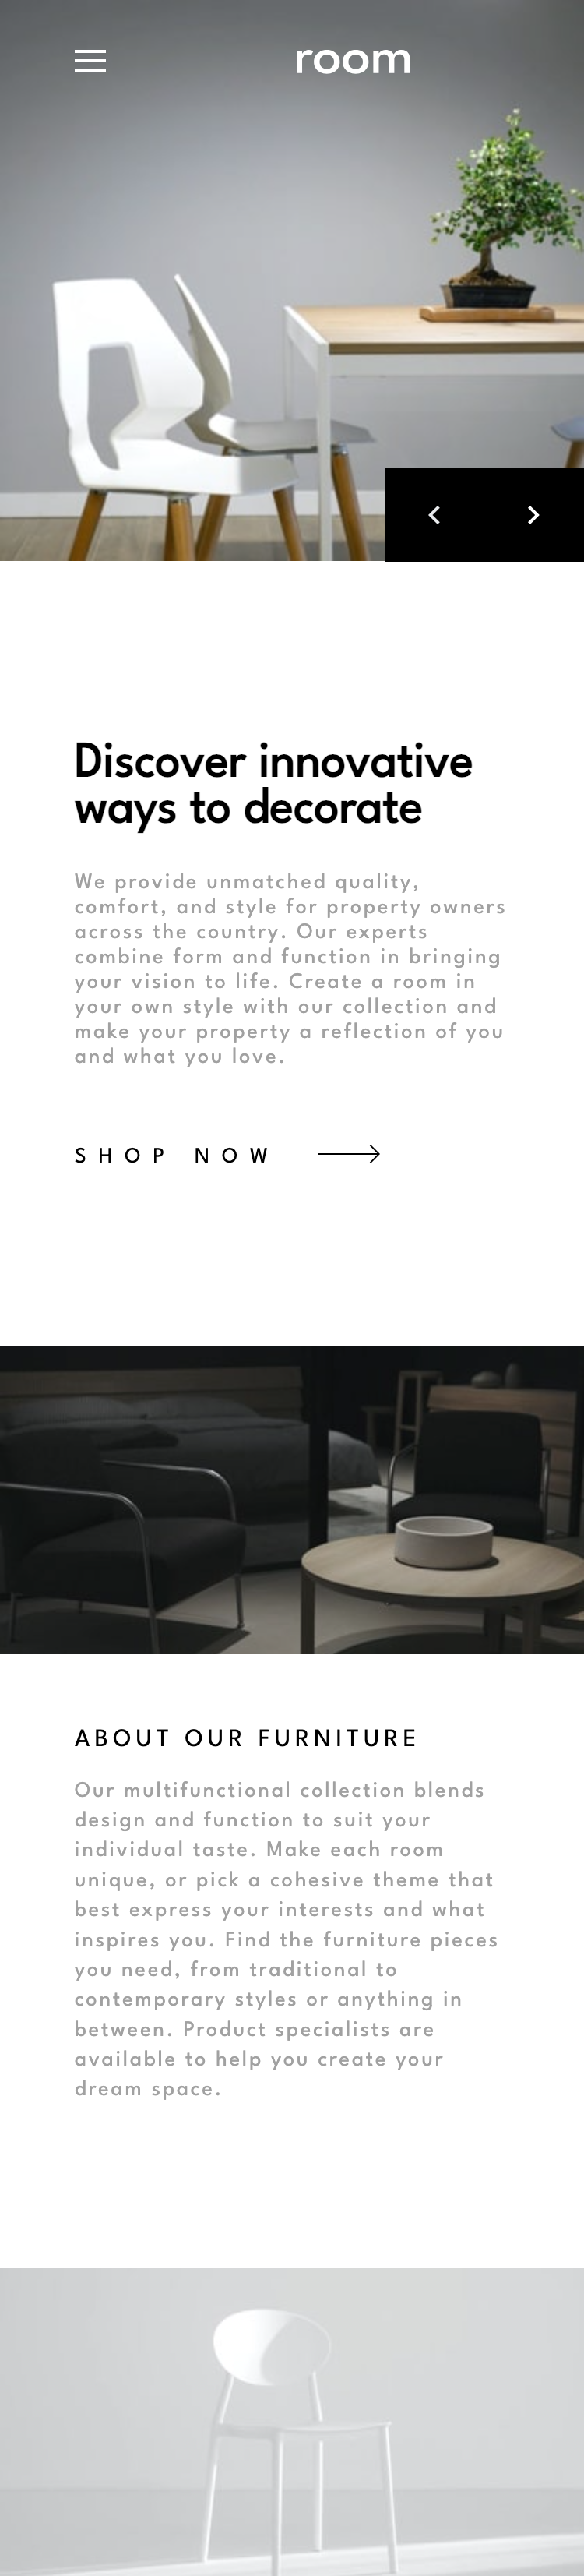 room
Discover innovative
ways to decorate
We provide unmatched quality,
comfort, and style for property owners
across the country. Our experts
combine form and function in bringing
your vision to life. Create a room in
your own style with our collection and
make your property a reflection of you
and what you love.
SHOP NOW
ABOUT OUR FURNITURE
Our multifunctional collection blends
design and function to suit your
individual taste. Make each room
unique, or pick a cohesive theme that
best express your interests and what
inspires you. Find the furniture pieces
you need, from traditional to
contemporary styles or anything in
between. Product specialists are
available to help you create your
dream space.